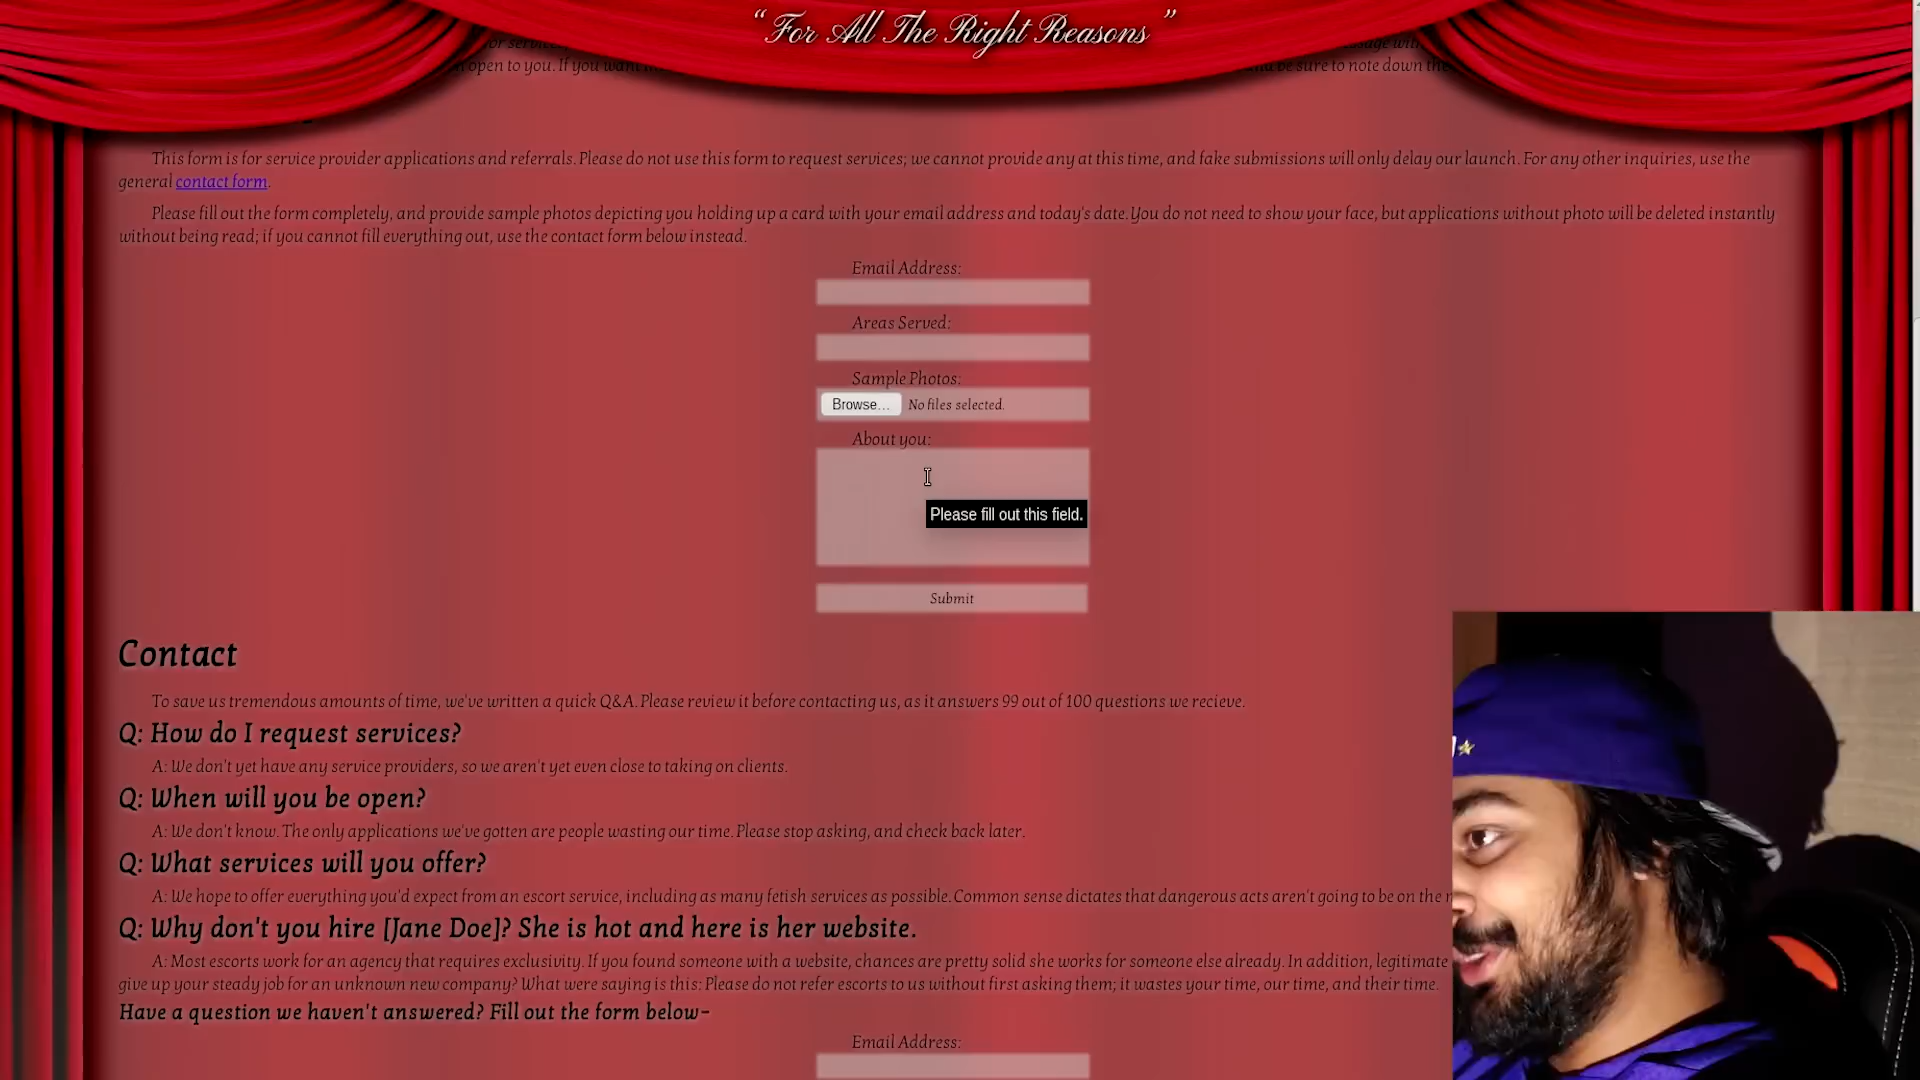 “ For All The Right Reasons ”
open to you. If you want
be sure to note down the
This form is for service provider applications and referrals. Please do not use this form to request services; we cannot provide any at this time, and fake submissions will only delay our launch. For any other inquiries, use the
general contact form.
Please fill out the form completely, and provide sample photos depicting you holding up a card with your email address and today's date. You do not need to show your face, but applications without photo will be deleted instantly
without being read; if you cannot fill everything out, use the contact form below instead.
Email Address:
Areas Served:
Sample Photos:
Browse... No files selected.
About you:
Please fill out this field.
Submit
Contact
To save us tremendous amounts of time, we've written a quick Q&A. Please review it before contacting us, as it answers 99 out of 100 questions we recieve.
Q: How do I request services?
A: We don't yet have any service providers, so we aren't yet even close to taking on clients.
Q: When will you be open?
A: We don't know. The only applications we've gotten are people wasting our time. Please stop asking, and check back later.
Q: What services will you offer?
A: We hope to offer everything you'd expect from an escort service, including as many fetish services as possible. Common sense dictates that dangerous acts aren't going to be on the
Q: Why don't you hire [Jane Doe]? She is hot and here is her website.
A: Most escorts work for an agency that requires exclusivity. If you found someone with a website, chances are pretty solid she works for someone else already. In addition, legitimate
give up your steady job for an unknown new company? What were saying is this: Please do not refer escorts to us without first asking them; it wastes your time, our time, and their time.
Have a question we haven't answered? Fill out the form below-
Email Address: